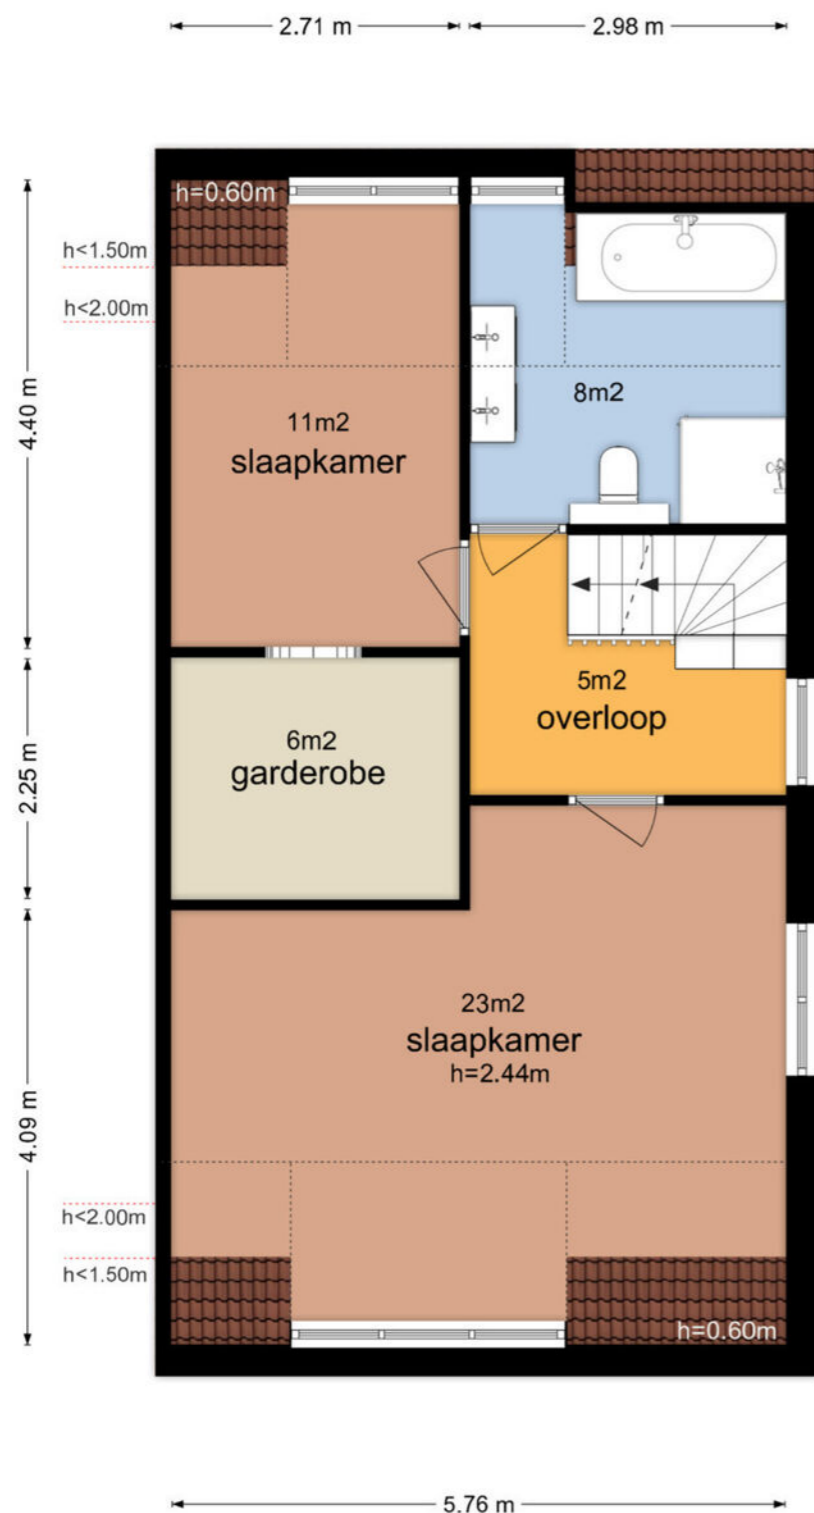 2.71 m
2.98 m
h=0.60m
h<1.50m
h<2.00m
4.40 m
11m2
slaapkamer
8m2
5m2
overloop
2.25 m
6m2
garderobe
23m2
slaapkamer
h=2.44m
4.09 m
h<2.00m
h<1.50m
h=0.60m
5.76 m